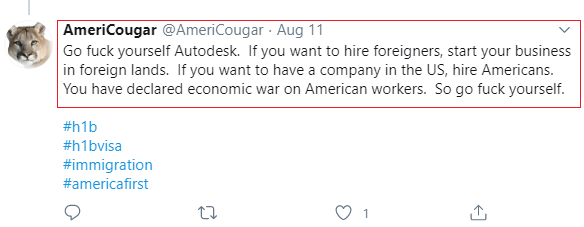 AmeriCougar @AmeriCougar · Aug 11
Go fuck yourself Autodesk.  If you want to hire foreigners, start your business
in foreign lands.  If you want to have a company in the US, hire Americans.
You have declared economic war on American workers.  So go fuck yourself.
#h1b
#h1bvisa
#immigration
#americafirst
1